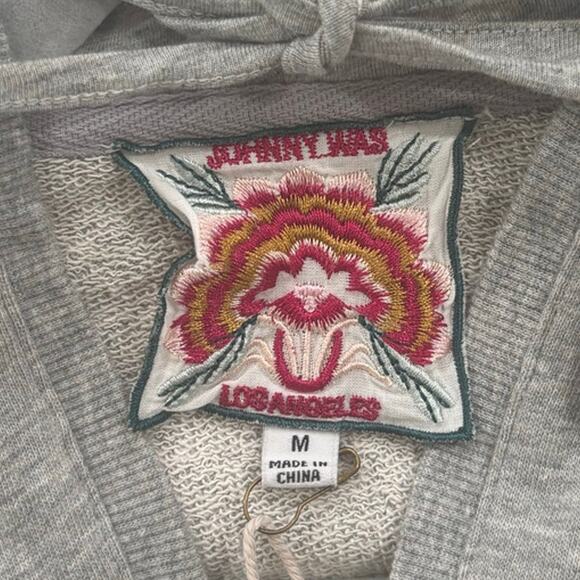 JOHNNY WAS
LOS ANGELES
M
MADE IN
CHINA